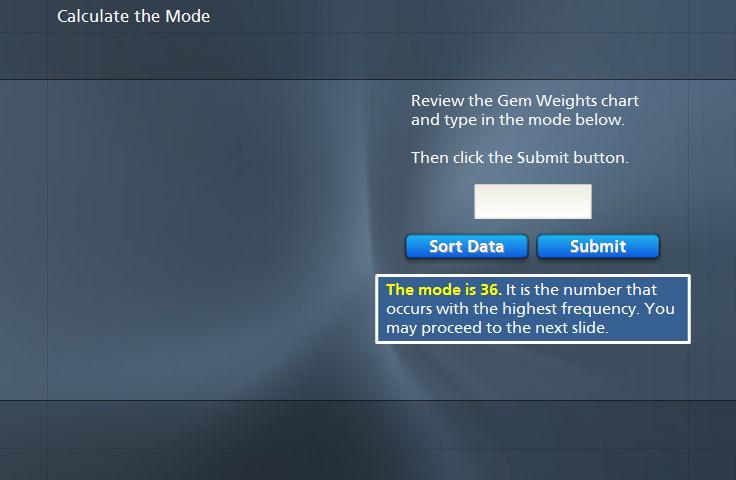 Calculate the Mode
Review the Gem Weights chart
and type in the mode below.
Then click the Submit button.
Sort Data
Submit
The mode is 36. It is the number that
occurs with the highest frequency. You
may proceed to the next slide.